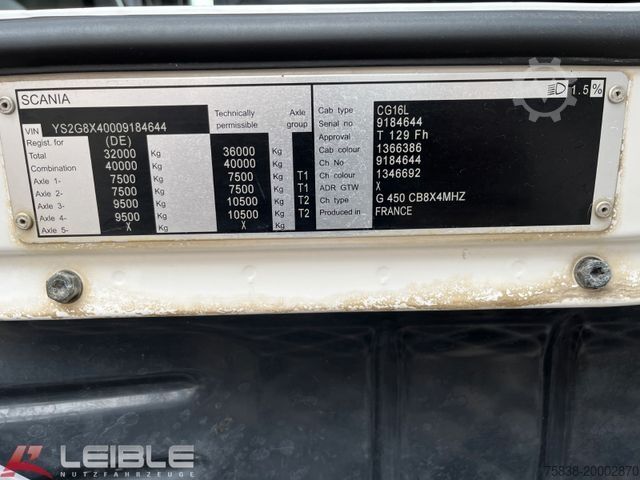 SCANIA
1.5 %
VIN YS2G8X40009184644
Technically permissible
Axle group
Regist. for (DE)
Total 32000 Kg 36000 Kg
Combination 40000 Kg 40000 Kg
Axle 1- 7500 Kg 7500 Kg T1
Axle 2- 7500 Kg 7500 Kg T1
Axle 3- 9500 Kg 10500 Kg T2
Axle 4- 9500 Kg 10500 Kg T2
Axle 5- X Kg X Kg
Cab type CG16L
Serial no 9184644
Approval T 129 Fh
Cab colour 1366386
Ch No 9184644
Ch colour 1346692
ADR GTW X
Ch type G 450 CB8X4MHZ
Produced in FRANCE
LEIBLE
NUTZFAHRZEUGE
75838-20002870